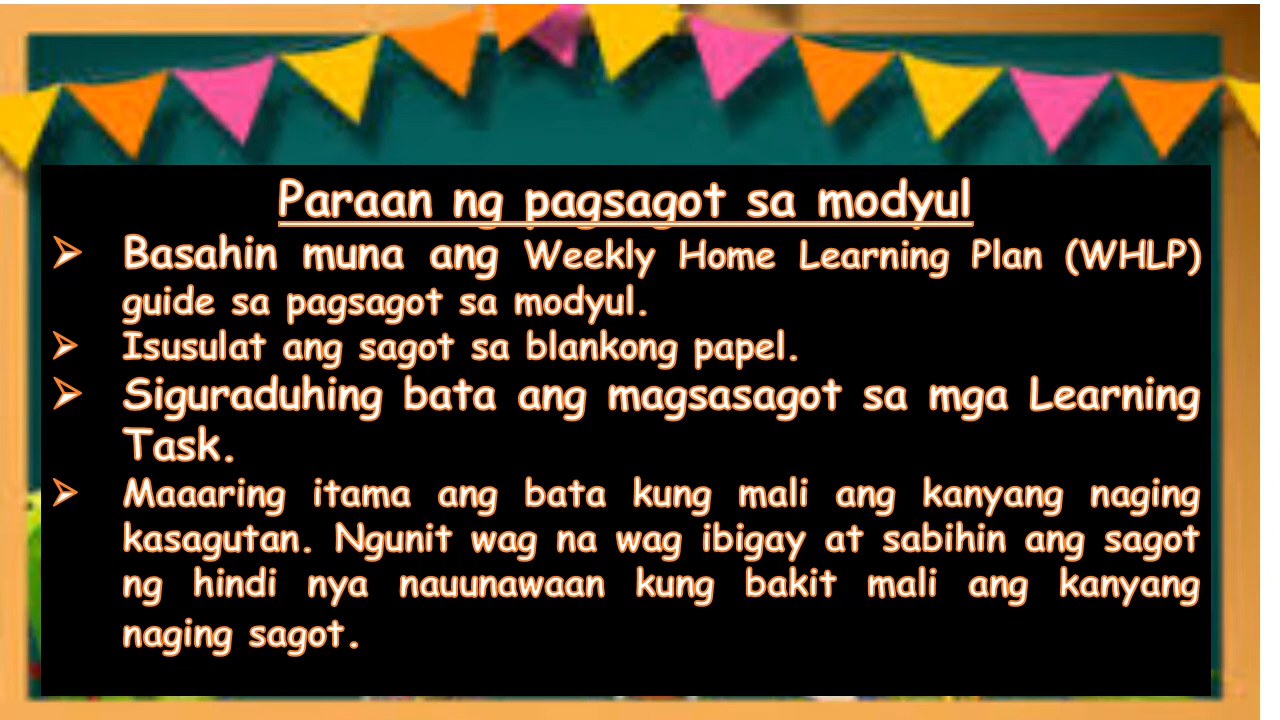 Paraan ng pagsagot sa modyul
Basahin muna ang Weekly Home Learning Plan (WHLP)
guide sa pagsagot sa modyul.
Isusulat ang sagot sa blankong papel.
Siguraduhing bata ang magsasagot sa mga Learning
Task.
Maaaring itama ang bata kung mali ang kanyang naging
kasagutan. Ngunit wag na wag ibigay at sabihin ang sagot
ng hindi nya nauunawaan kung bakit mali ang kanyang
naging sagot.